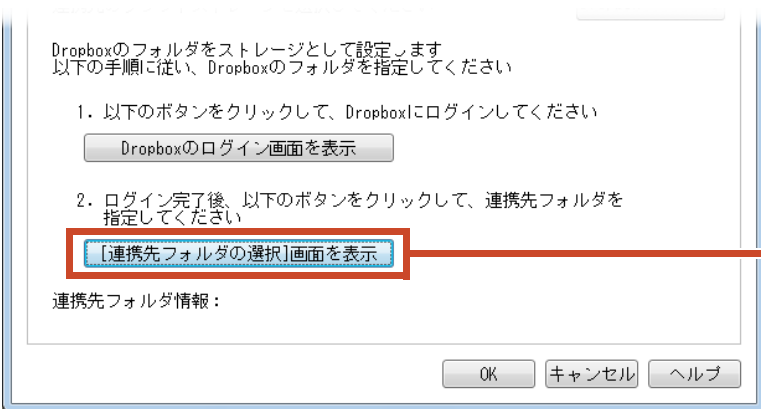 Dropboxのフォルダをストレージとして設定します
以下の手順に従い、Dropboxのフォルダを指定してください
1. 以下のボタンをクリックして、Dropboxにログインしてください
Dropboxのログイン画面を表示
2. ログイン完了後、以下のボタンをクリックして、連携先フォルダを
指定してください
[連携先フォルダの選択]画面を表示
連携先フォルダ情報：
OK キャンセル ヘルプ